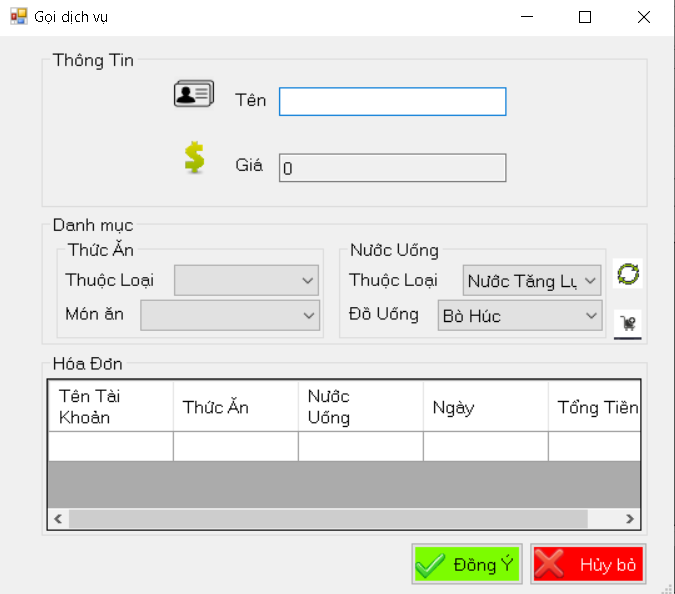 Gọi dịch vụ
Thông Tin
Tên
Giá
0
Danh mục
Thức Ăn
Thuộc Loại
Món ăn
Nước Uống
Thuộc Loại
Nước Tăng Lự
Đồ Uống
Bò Húc
Hóa Đơn
Tên Tài
Khoản
Thức Ăn
Nước
Uống
Ngày
Tổng Tiền
Đồng Ý
Hủy bỏ